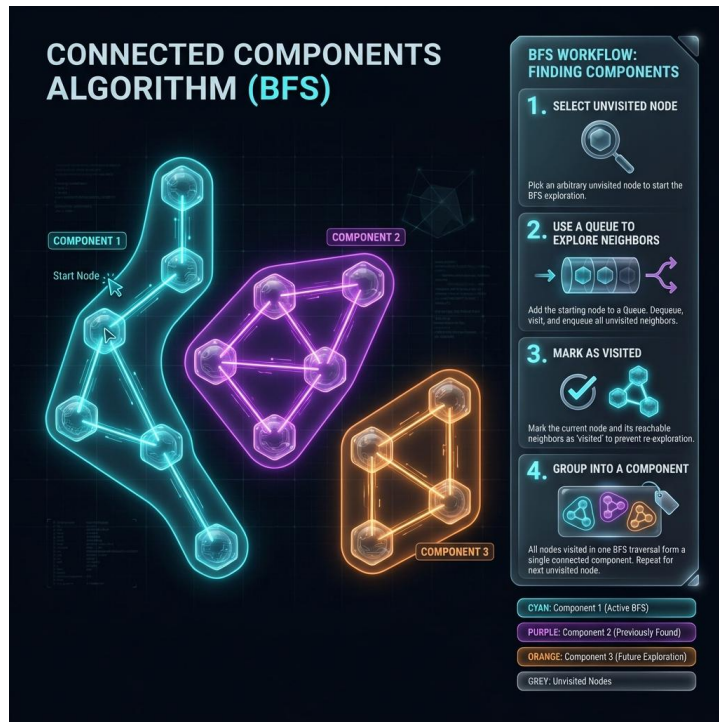 CONNECTED COMPONENTS
ALGORITHM (BFS)
COMPONENT 1
Start Node
COMPONENT 2
COMPONENT 3
BFS WORKFLOW:
FINDING COMPONENTS
1. SELECT UNVISITED NODE
Pick an arbitrary unvisited node to start the
BFS exploration.
2. USE A QUEUE TO
EXPLORE NEIGHBORS
Add the starting node to a Queue. Dequeue,
visit, and enqueue all unvisited neighbors.
3. MARK AS VISITED
Mark the current node and its reachable
neighbors as 'visited' to prevent re-exploration.
4. GROUP INTO A COMPONENT
All nodes visited in one BFS traversal form a
single connected component. Repeat for
next unvisited node.
CYAN: Component 1 (Active BFS)
PURPLE: Component 2 (Previously Found)
ORANGE: Component 3 (Future Exploration)
GREY: Unvisited Nodes